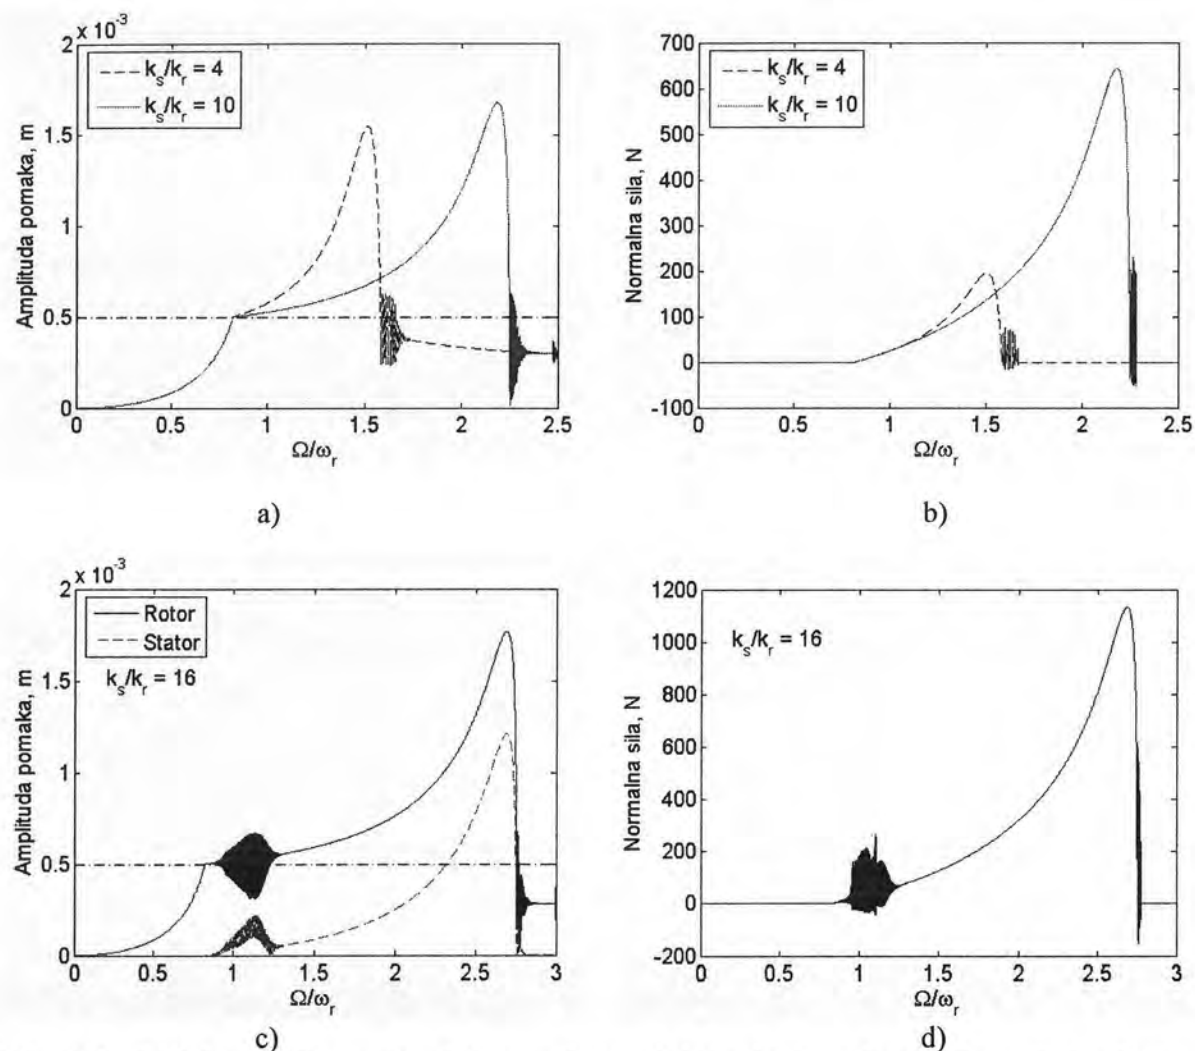 2 x 10⁻³
k_s/k_r = 4
k_s/k_r = 10
1.5
1
0.5
0
Amplituda pomaka, m
0 0.5 1 1.5 2 2.5
Ω/ω_r
a)
700
600
500
400
300
200
100
0
-100
k_s/k_r = 4
k_s/k_r = 10
Normalna sila, N
0 0.5 1 1.5 2 2.5
Ω/ω_r
b)
2 x 10⁻³
Rotor
Stator
k_s/k_r = 16
1.5
1
0.5
0
Amplituda pomaka, m
0 0.5 1 1.5 2 2.5 3
Ω/ω_r
c)
1200
1000
800
600
400
200
0
-200
k_s/k_r = 16
Normalna sila, N
0 0.5 1 1.5 2 2.5 3
Ω/ω_r
d)